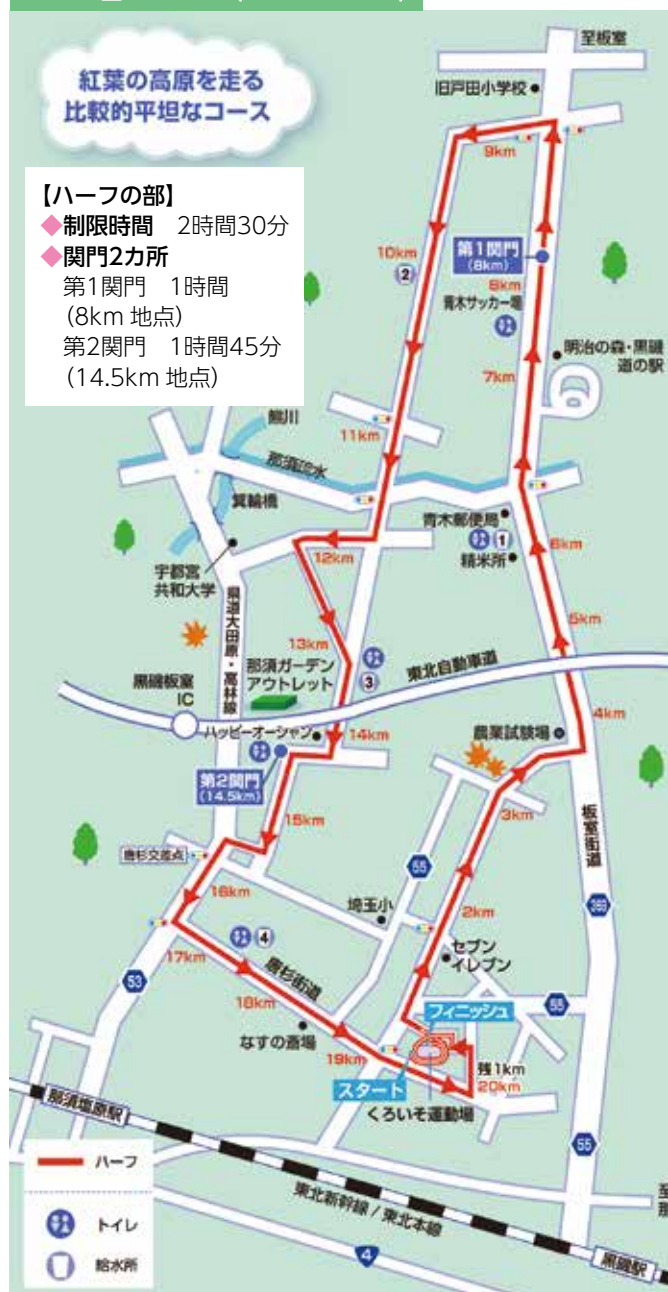 紅葉の高原を走る
比較的平坦なコース
【ハーフの部】
◆制限時間　2時間30分
◆関門2カ所
第1関門　1時間
(8km 地点)
第2関門　1時間45分
(14.5km 地点)
至板室
旧戸田小学校
9km
10km
2
第1関門
(8km)
8km
青木サッカー場
7km
明治の森・黒磯
道の駅
11km
熊川
那須疏水
箕輪橋
青木郵便局
1
精米所
6km
12km
宇都宮
共和大学
5km
県道大田原・高林線
13km
那須ガーデン
アウトレット
3
東北自動車道
黒磯板室
IC
4km
ハッピーオーシャン
14km
農業試験場
第2関門
(14.5km)
15km
3km
板室街道
唐杉交差点
55
16km
369
埼玉小
2km
4
17km
セブン
イレブン
53
唐杉街道
18km
フィニッシュ
55
なすの斎場
19km
残1km
スタート
20km
くろいそ運動場
那須塩原駅
55
ハーフ
東北新幹線/東北本線
至
トイレ
4
黒磯駅
給水所